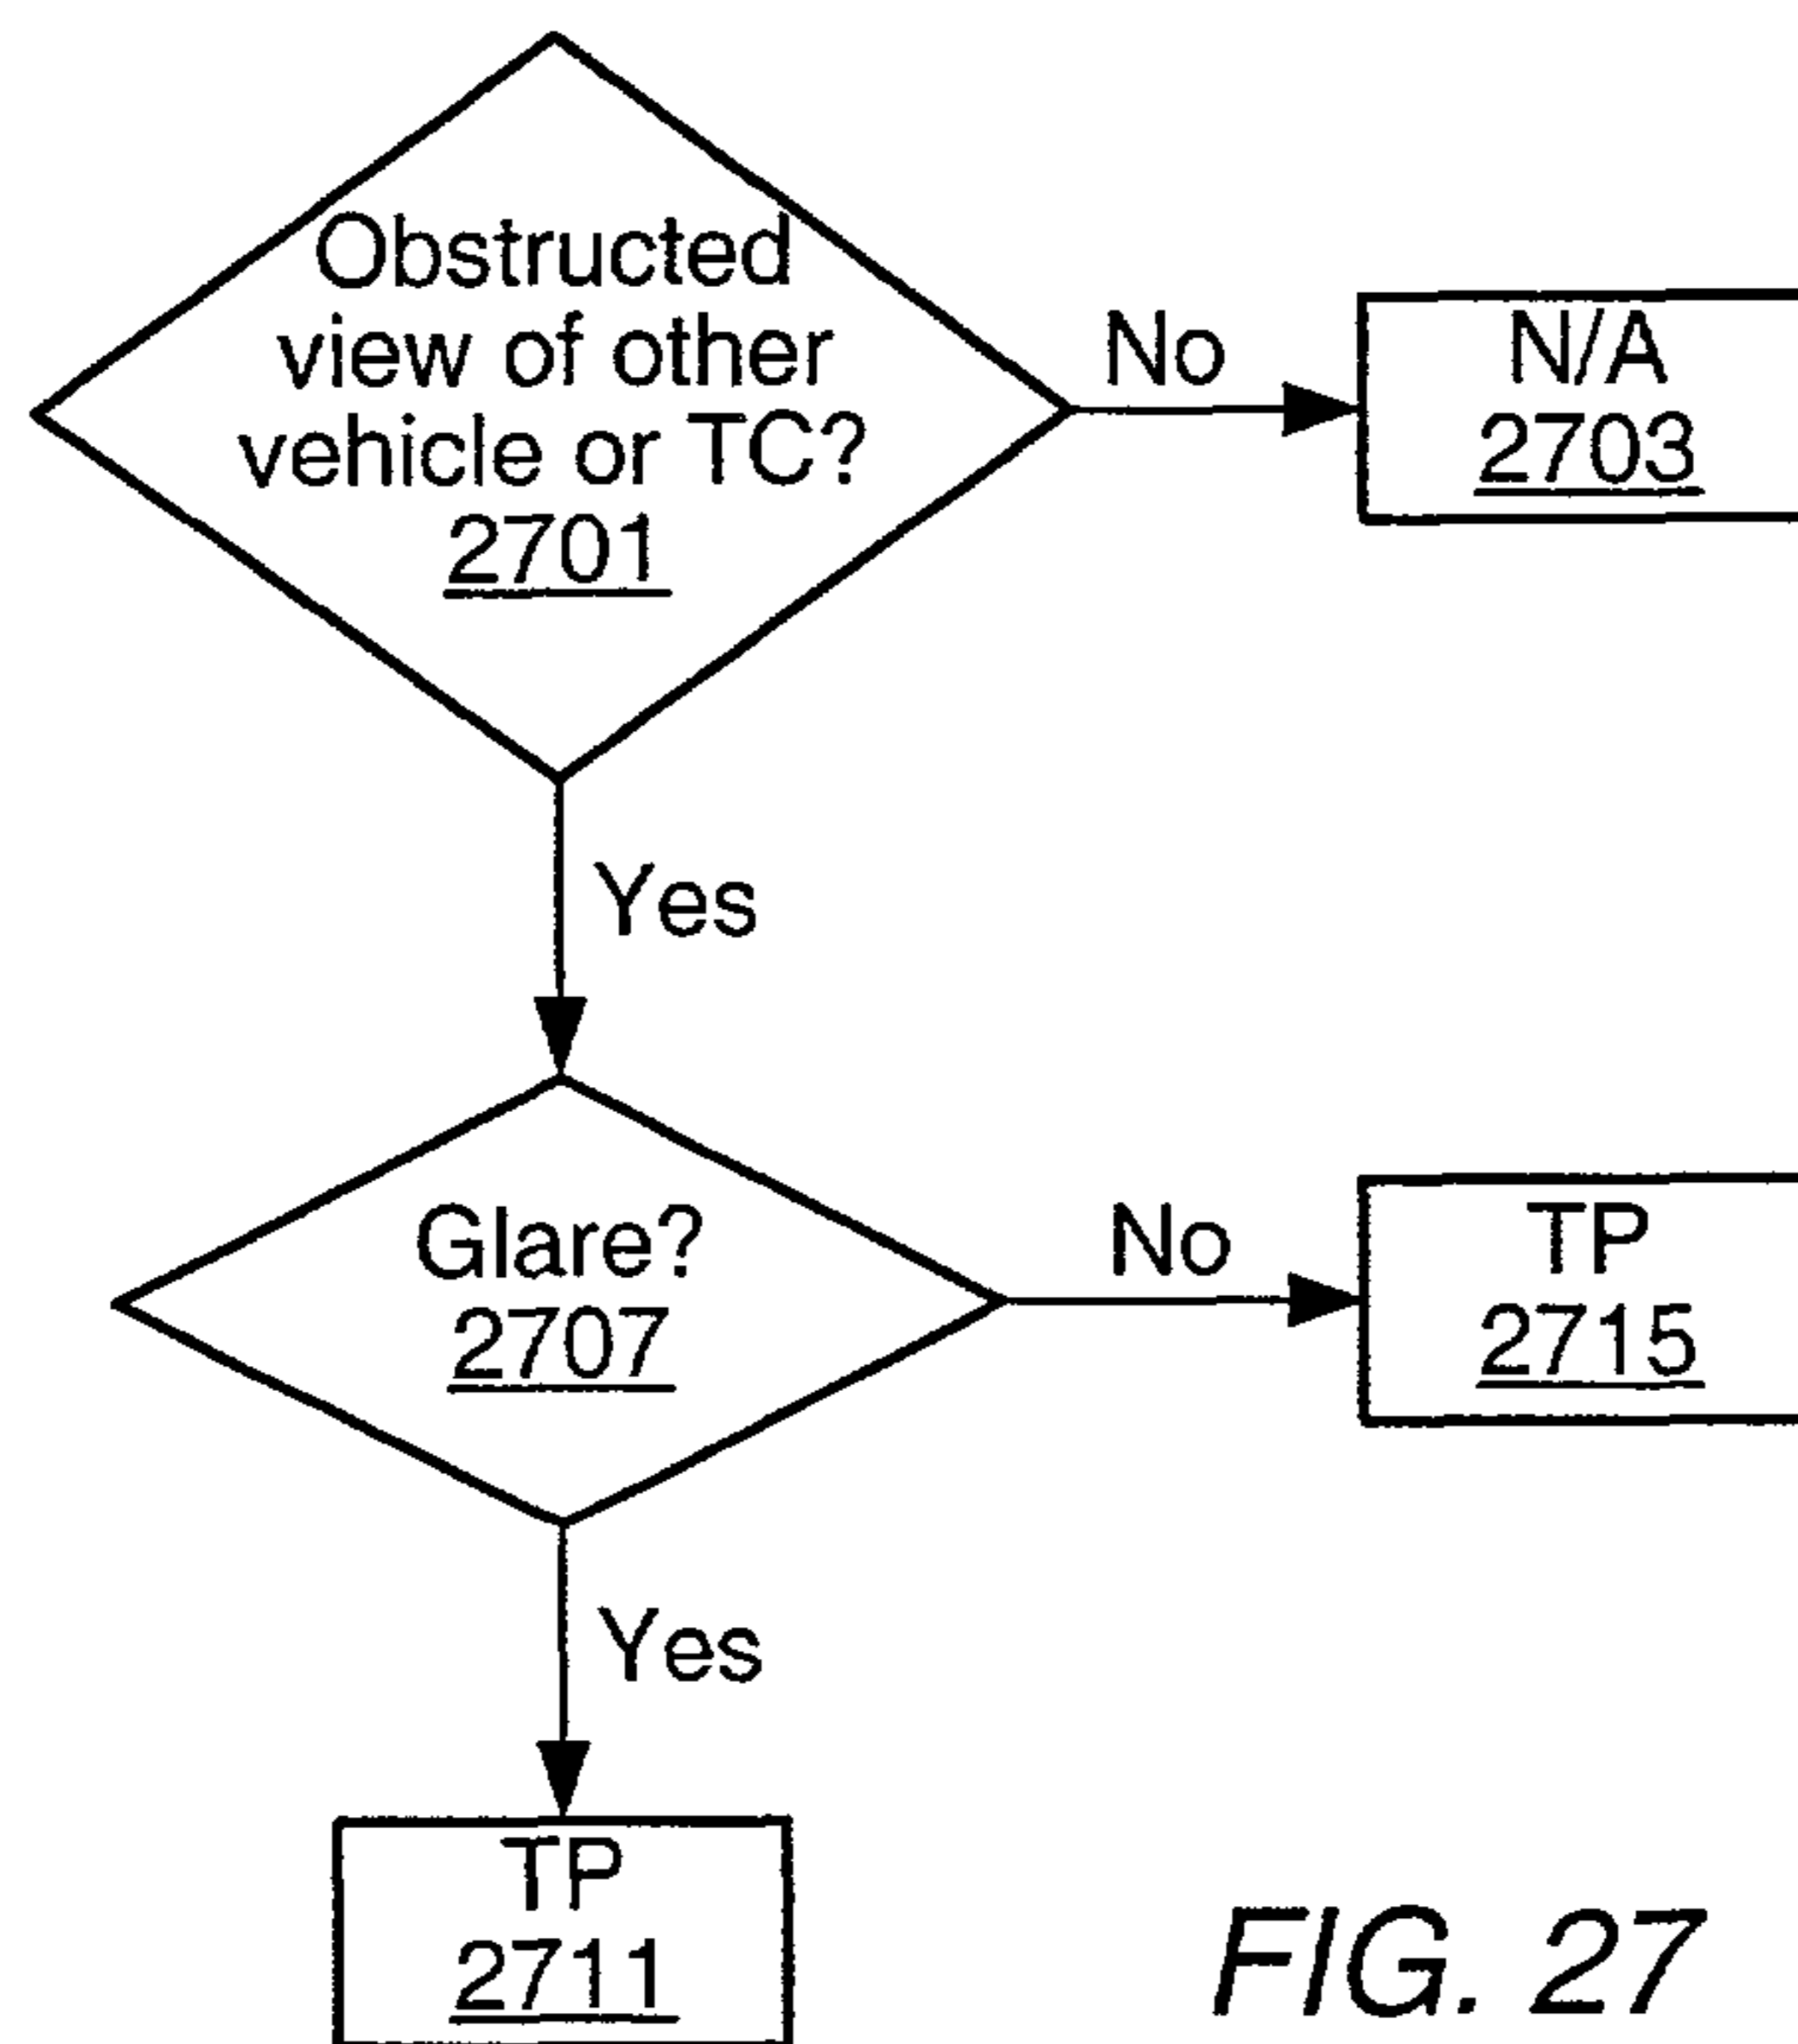 Obstructed
view of other
vehicle or TC?
2701
No
N/A
2703
Yes
Glare?
2707
No
TP
2715
Yes
TP
2711
FIG. 27